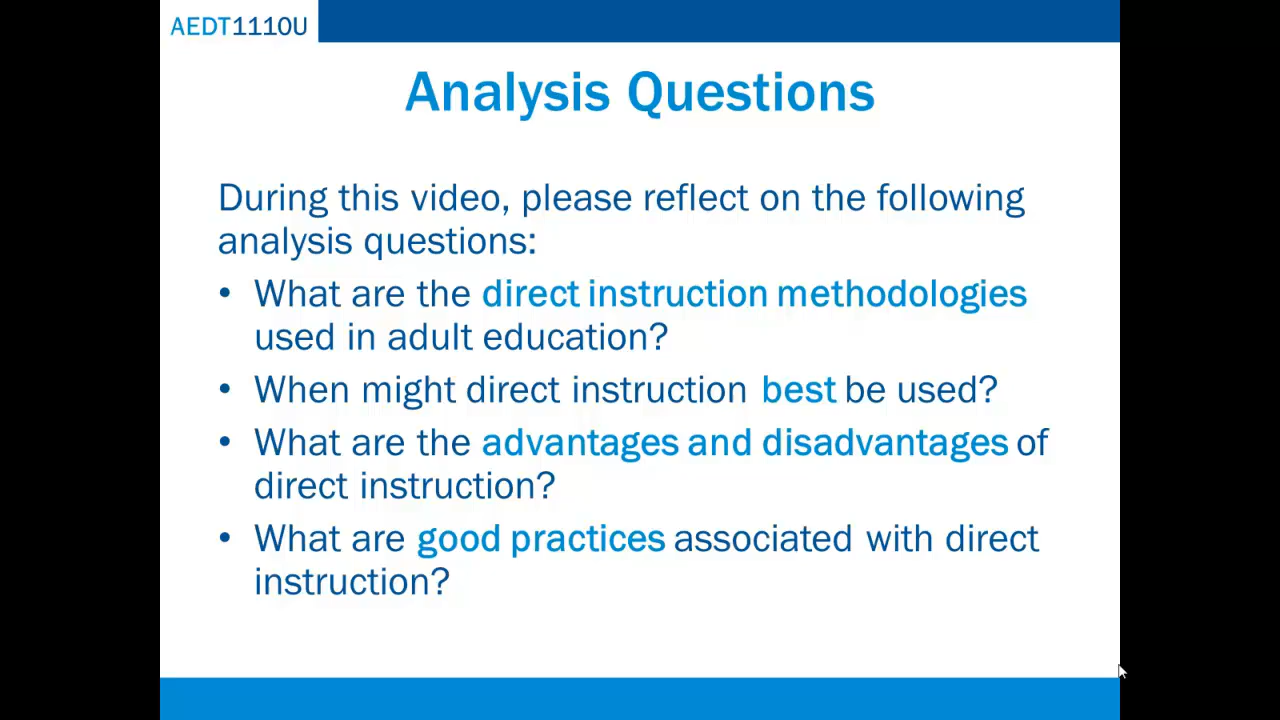 AEDT1110U
Analysis Questions
During this video, please reflect on the following
analysis questions:
• What are the direct instruction methodologies
used in adult education?
• When might direct instruction best be used?
• What are the advantages and disadvantages of
direct instruction?
• What are good practices associated with direct
instruction?